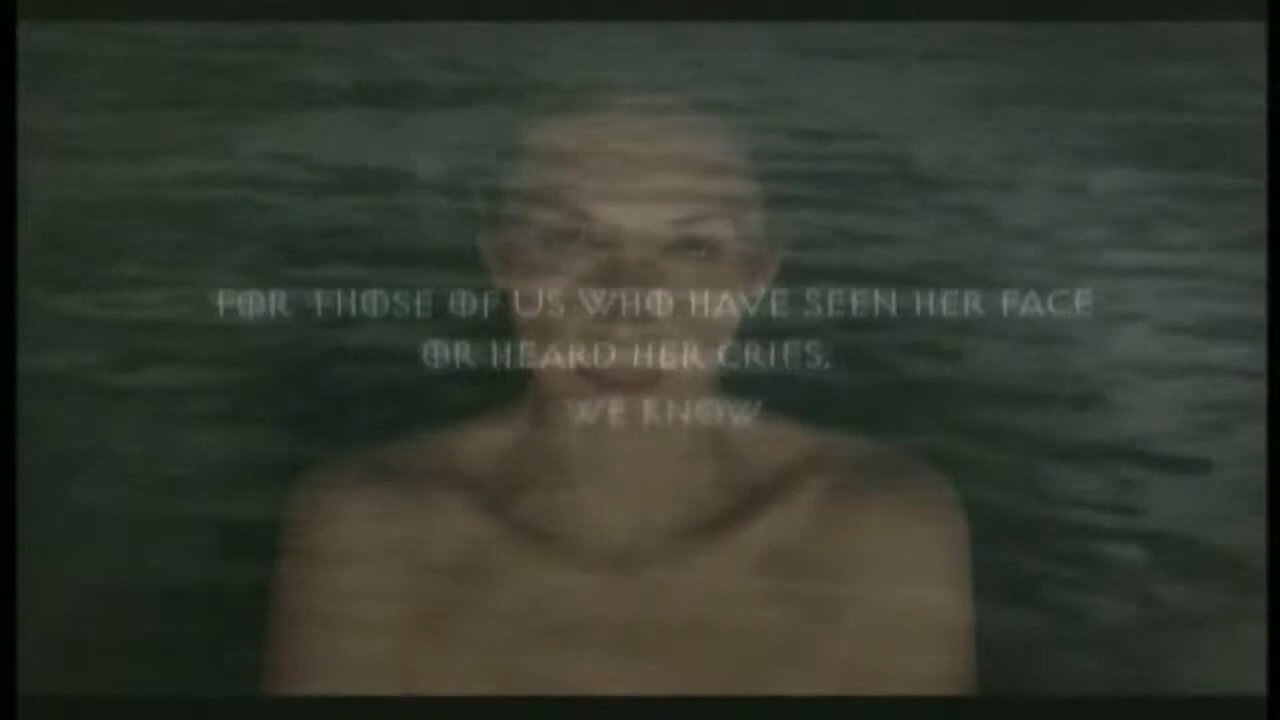 FOR THOSE OF US WHO HAVE SEEN HER FACE
OR HEARD HER CRIES,
WE KNOW